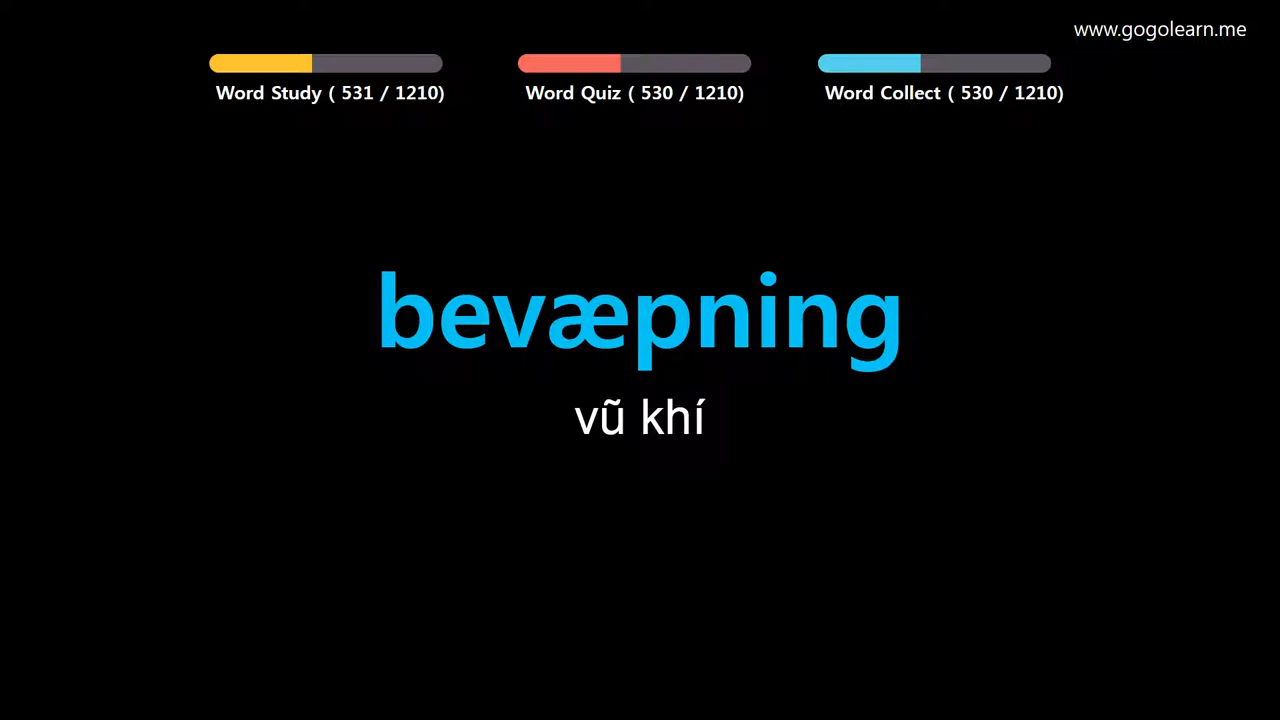 www.gogolearn.me
Word Study ( 531 / 1210)
Word Quiz ( 530 / 1210)
Word Collect ( 530 / 1210)
bevæpning
vũ khí